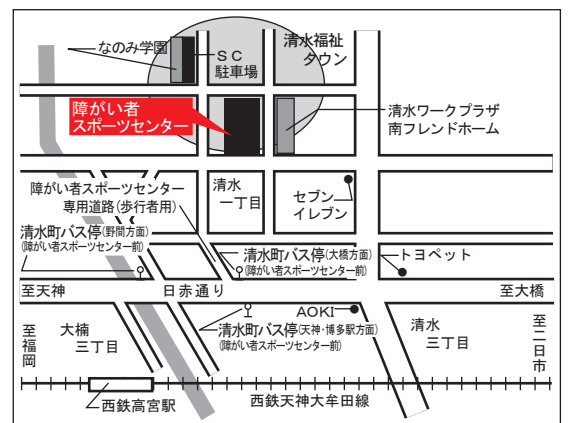 なのみ学園
SC
駐車場
清水福祉
タウン
障がい者
スポーツセンター
清水ワークプラザ
南フレンドホーム
障がい者スポーツセンター
専用道路(歩行者用)
清水
一丁目
セブン
イレブン
清水町バス停(野間方面)
(障がい者スポーツセンター前)
清水町バス停(大橋方面)
(障がい者スポーツセンター前)
トヨペット
至天神
日赤通り
至大橋
AOKI
清水町バス停(天神・博多駅方面)
(障がい者スポーツセンター前)
至福岡
大楠
三丁目
清水
三丁目
至二日市
西鉄高宮駅
西鉄天神大牟田線